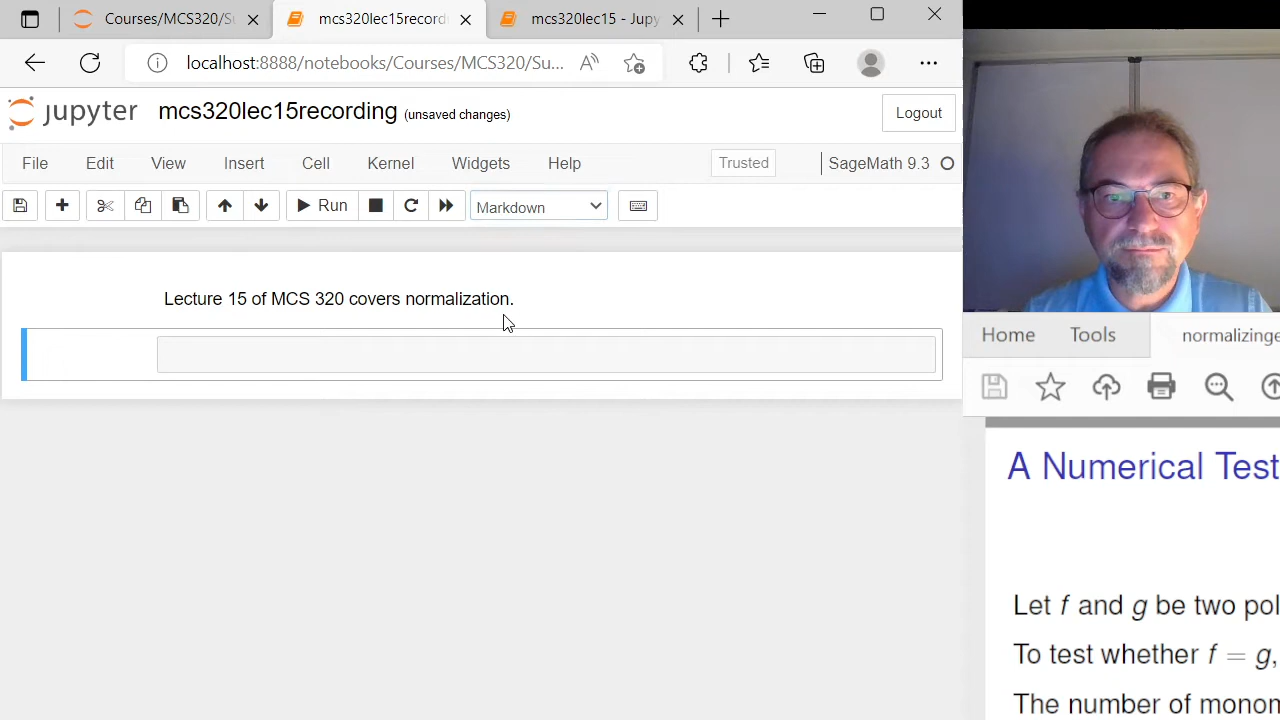 Courses/MCS320/Su
mcs320lec15record
mcs320lec15 - Jupy
localhost:8888/notebooks/Courses/MCS320/Su...
jupyter mcs320lec15recording (unsaved changes)
Logout
File Edit View Insert Cell Kernel Widgets Help
Trusted
SageMath 9.3
Run
Markdown
Lecture 15 of MCS 320 covers normalization.
Home Tools normalizinge
A Numerical Test
Let f and g be two pol
To test whether f = g,
The number of monom